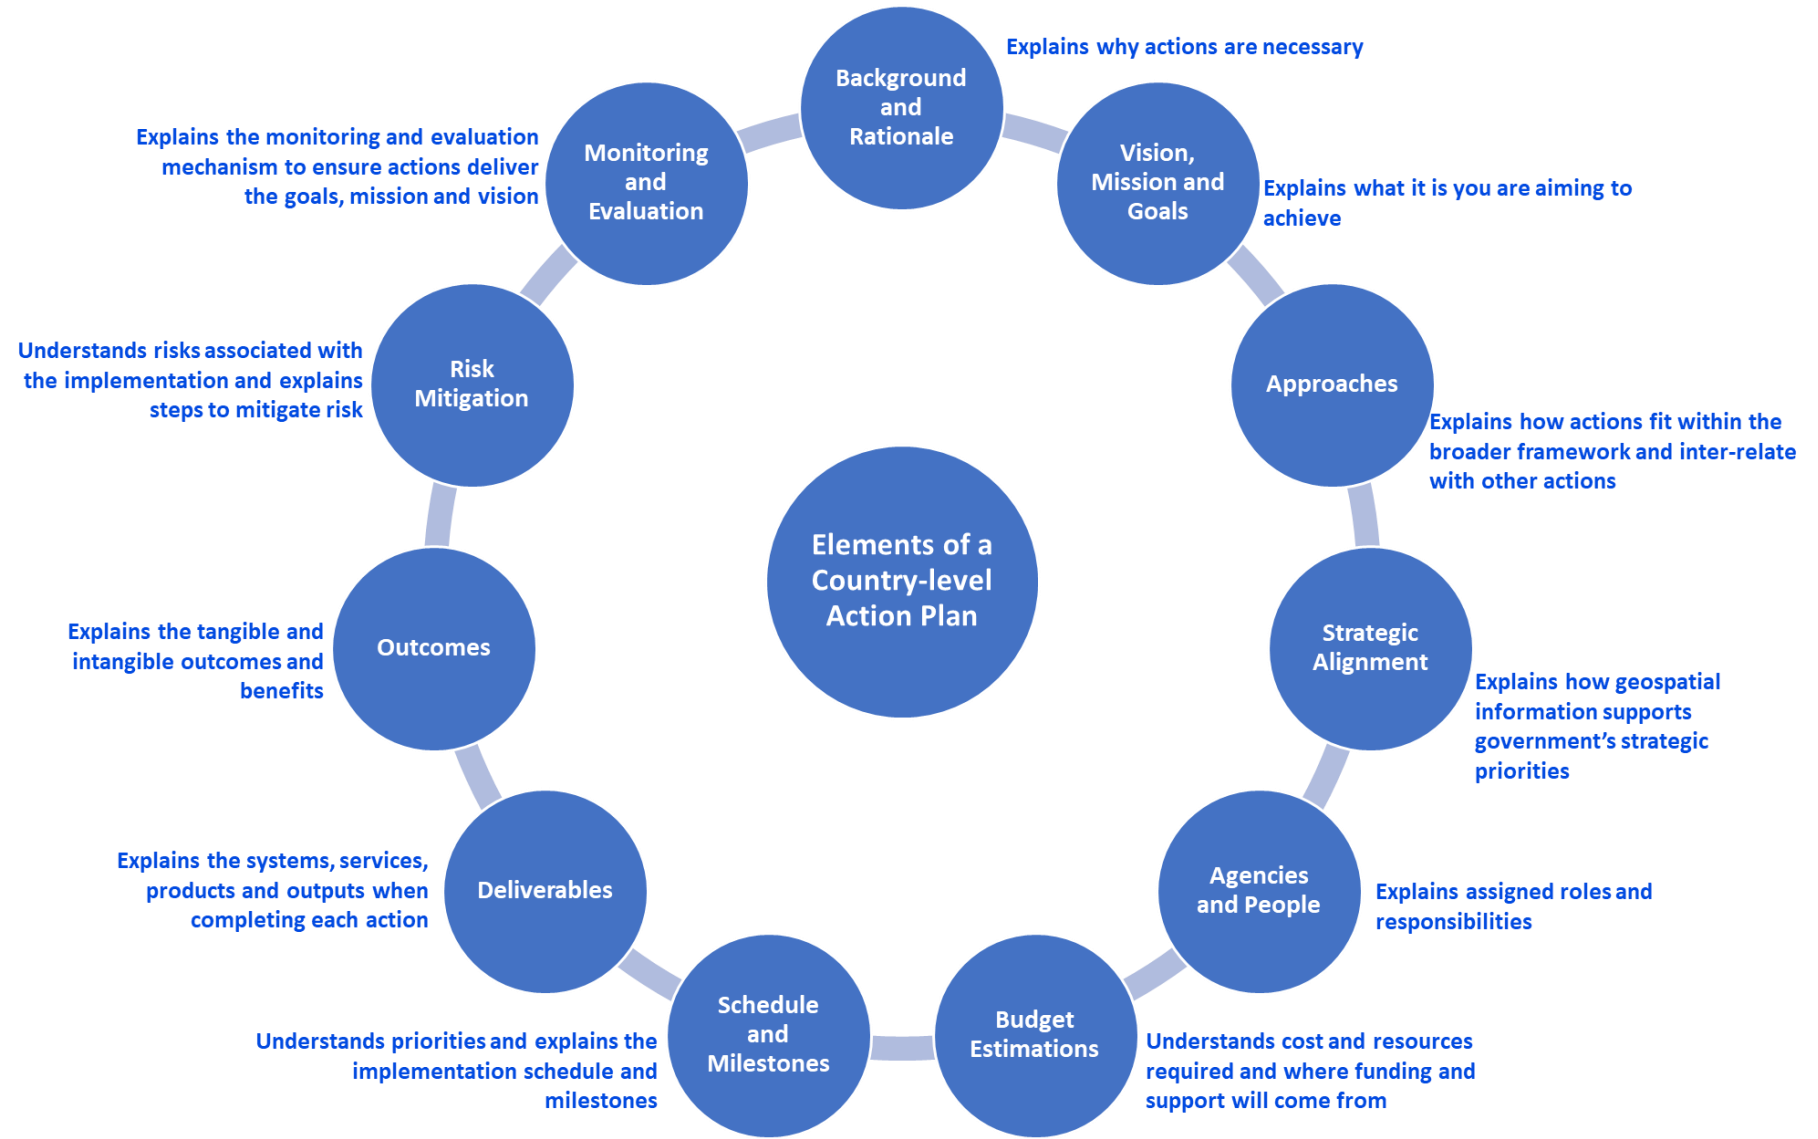 Background
and
Rationale
Explains why actions are necessary
Vision,
Mission and
Goals
Explains what it is you are aiming to
achieve
Approaches
Explains how actions fit within the
broader framework and inter-relate
with other actions
Strategic
Alignment
Explains how geospatial
information supports
government’s strategic
priorities
Agencies
and People
Explains assigned roles and
responsibilities
Budget
Estimations
Understands cost and resources
required and where funding and
support will come from
Schedule
and
Milestones
Understands priorities and explains the
implementation schedule and
milestones
Deliverables
Explains the systems, services,
products and outputs when
completing each action
Outcomes
Explains the tangible and
intangible outcomes and
benefits
Risk
Mitigation
Understands risks associated with
the implementation and explains
steps to mitigate risk
Monitoring
and
Evaluation
Explains the monitoring and evaluation
mechanism to ensure actions deliver
the goals, mission and vision
Elements of a
Country-level
Action Plan